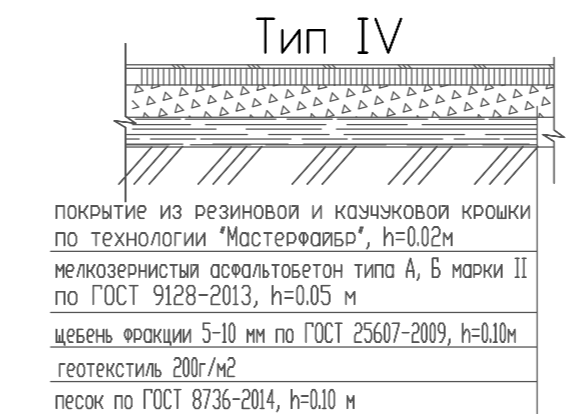 Тип IV
покрытие из резиновой и каучуковой крошки
по технологии "Мастерфайбр", h=0.02м
мелкозернистый асфальтобетон типа А, Б марки II
по ГОСТ 9128-2013, h=0.05 м
щебень фракции 5-10 мм по ГОСТ 25607-2009, h=0.10м
геотекстиль 200г/м2
песок по ГОСТ 8736-2014, h=0.10 м